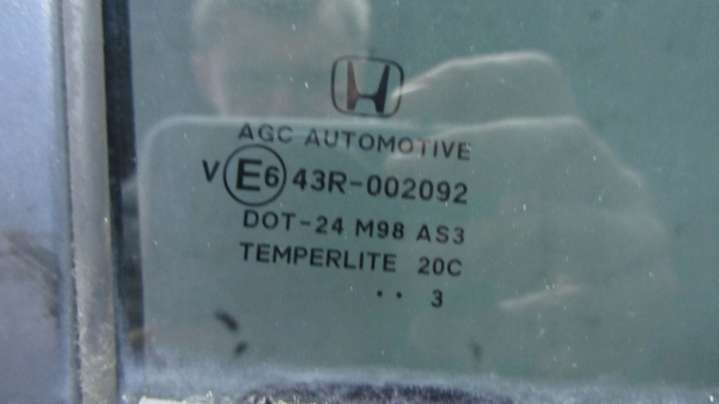 AGC AUTOMOTIVE
V E6 43R-002092
DOT-24 M98 AS3
TEMPERLITE 20C
.. 3